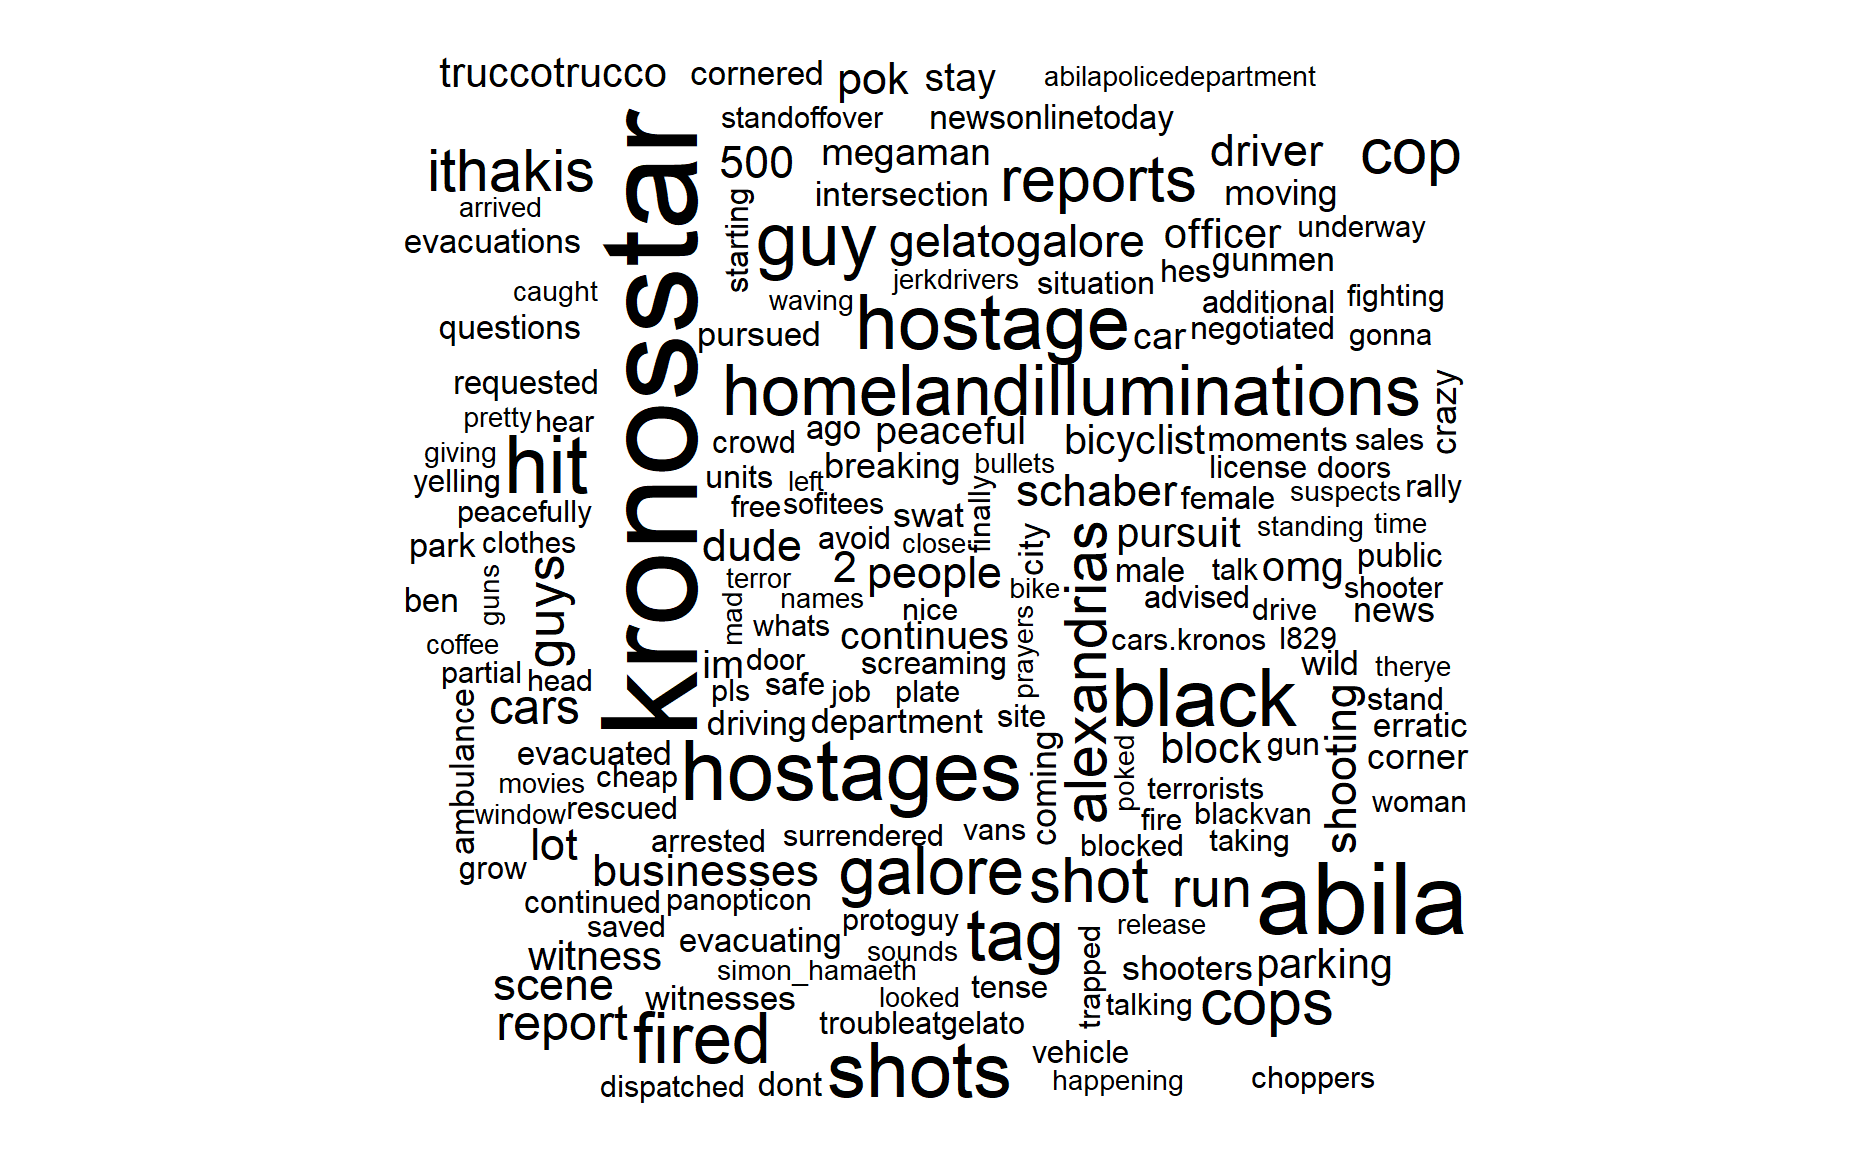 truccotrucco cornered pok stay abilapolicedepartment
standoffover newsonlinetoday
kronosstar
ithakis 500 megaman reports driver cop
arrived intersection moving
starting
evacuations guy gelatogalore officer underway
jerkdrivers situation hes gunmen
caught waving hostage additional fighting
questions pursued car negotiated gonna
requested homelandilluminations crazy
pretty hear crowd ago peaceful bicyclist moments sales
giving hit units left breaking bullets license doors
yelling free sofitees finally schaber female suspects rally
peacefully swat pursuit standing time
park clothes dude avoid close city alexandrias public
guns guys terror 2 people bike male talk omg shooter
ben mad names nice advised drive news
coffee whats continues prayers cars.kronos l829
partial head im door screaming wild therye
ambulance cars pls safe job plate black shooting stand
driving department site erratic
evacuated hostages coming poked block gun corner
movies cheap terrorists
window rescued fire blackvan woman
lot arrested surrendered vans blocked taking
grow businesses galore shot run abila
continued panopticon
saved protoguy tag release
witness evacuating sounds trapped
scene simon_hamaeth tense shooters parking
witnesses looked talking cops
report fired troubleatgelato
shots vehicle
dispatched dont happening choppers